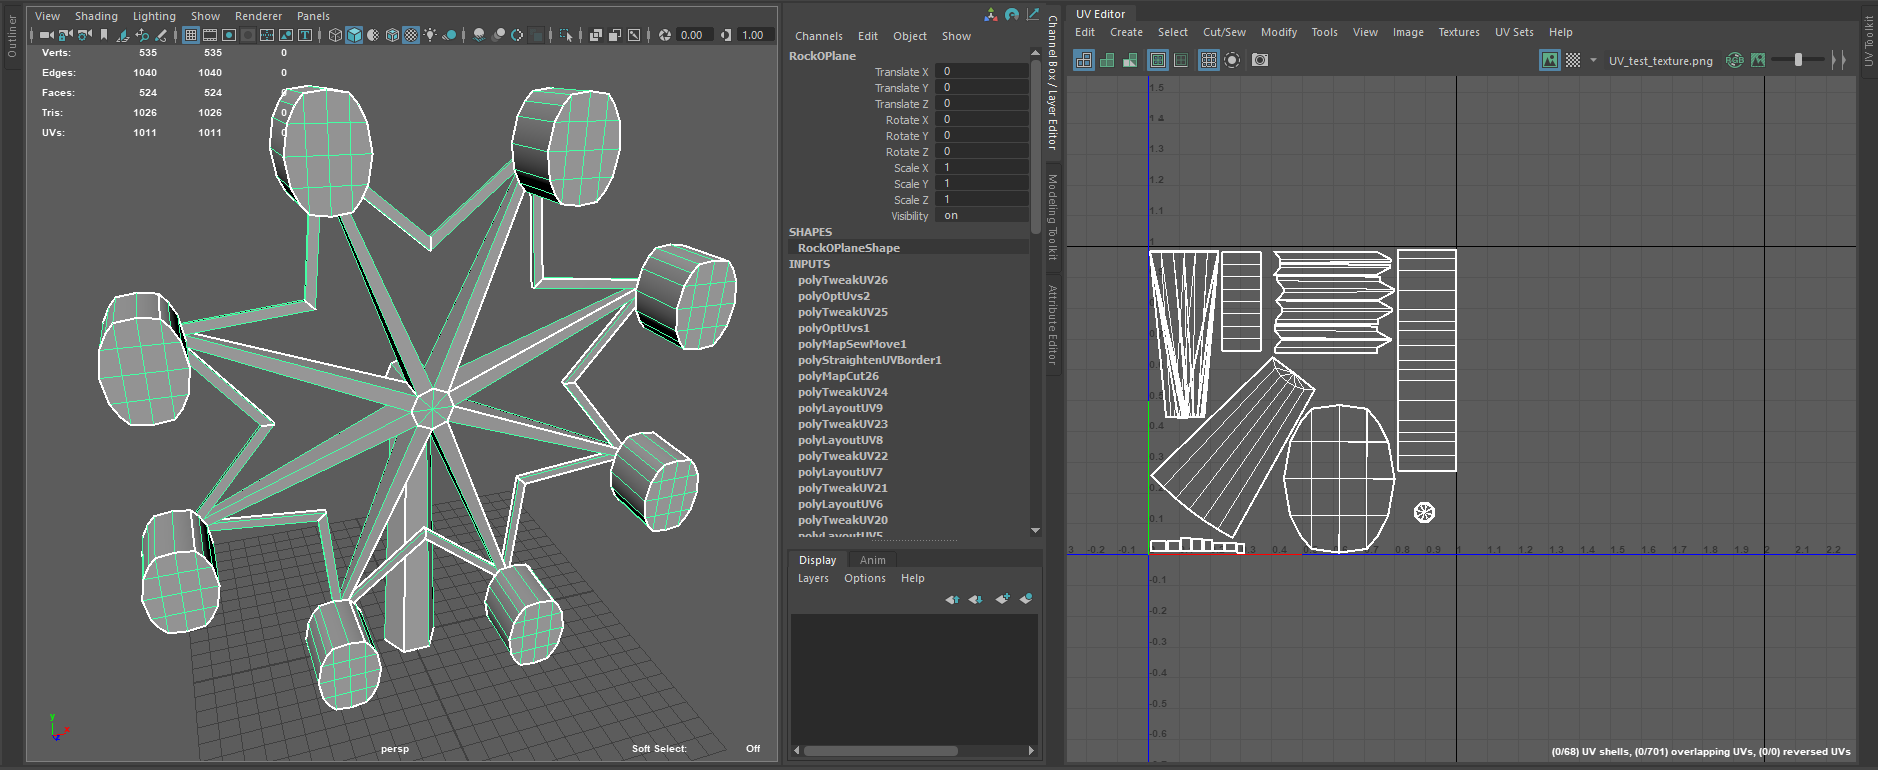 Outliner
View Shading Lighting Show Renderer Panels
0.00 1.00
Verts: 535 535 0
Edges: 1040 1040 0
Faces: 524 524 0
Tris: 1026 1026 0
UVs: 1011 1011 0
persp
Soft Select: Off
y
x
z
Channels Edit Object Show
RockOPlane
Translate X 0
Translate Y 0
Translate Z 0
Rotate X 0
Rotate Y 0
Rotate Z 0
Scale X 1
Scale Y 1
Scale Z 1
Visibility on
SHAPES
RockOPlaneShape
INPUTS
polyTweakUV26
polyOptUvs2
polyTweakUV25
polyOptUvs1
polyMapSewMove1
polyStraightenUVBorder1
polyMapCut26
polyTweakUV24
polyLayoutUV9
polyTweakUV23
polyLayoutUV8
polyTweakUV22
polyLayoutUV7
polyTweakUV21
polyLayoutUV6
polyTweakUV20
polyLayoutUV5
Display Anim
Layers Options Help
Channel Box / Layer Editor
Modeling Toolkit
Attribute Editor
UV Editor
Edit Create Select Cut/Sew Modify Tools View Image Textures UV Sets Help
UV_test_texture.png
RGB
1.5
1.4
1.3
1.2
1.1
1
0.5
0.4
0.3
0.2
0.1
-0.2 -0.1 0.3 0.4 0.7 0.8 0.9 1 1.1 1.2 1.3 1.4 1.5 1.6 1.7 1.8 1.9 2 2.1 2.2
-0.1
-0.2
-0.3
-0.4
-0.5
-0.6
(0/68) UV shells, (0/701) overlapping UVs, (0/0) reversed UVs
UV Toolkit